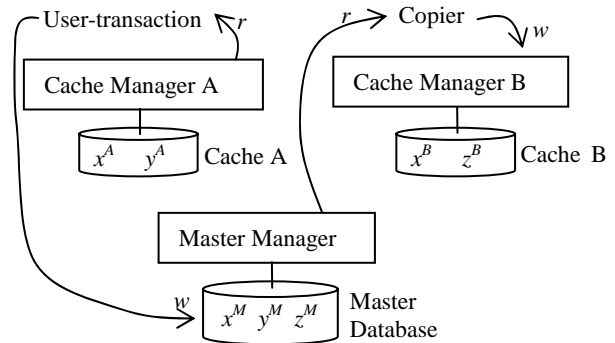 User-transaction r
r Copier
w
Cache Manager A
Cache Manager B
x^A y^A Cache A
x^B z^B Cache B
Master Manager
w
x^M y^M z^M
Master
Database